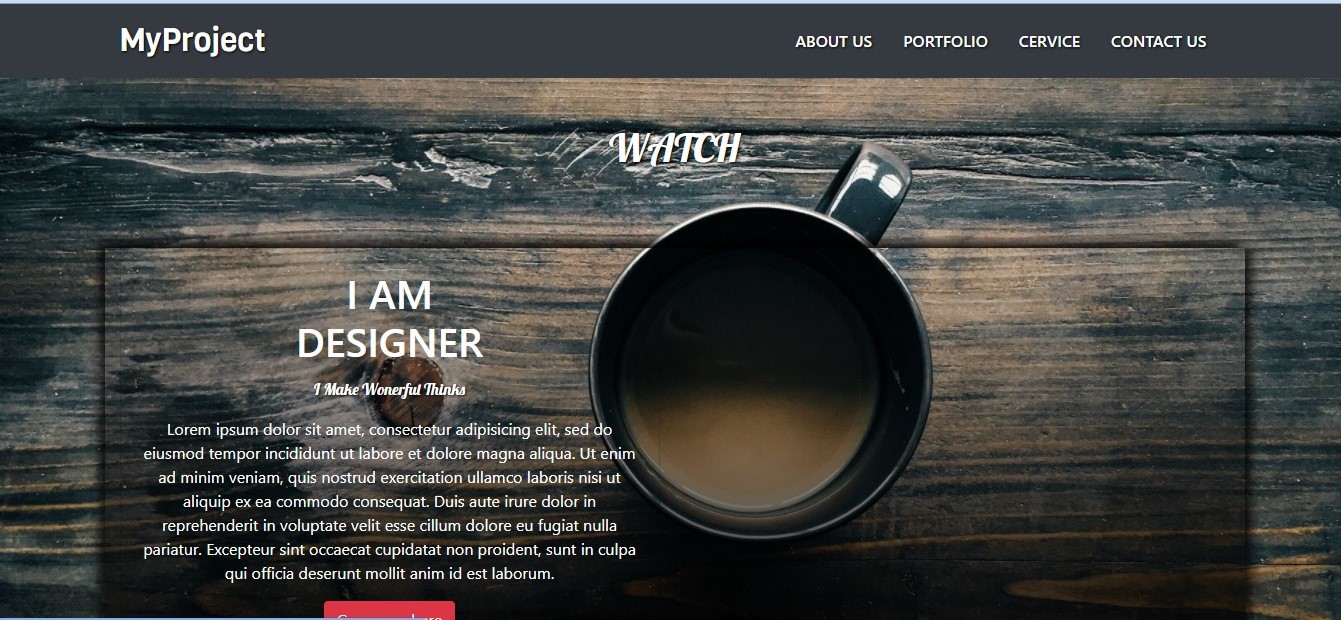 MyProject
ABOUT US PORTFOLIO CERVICE CONTACT US
WATCH
I AM
DESIGNER
I Make Wonerful Thinks
Lorem ipsum dolor sit amet, consectetur adipisicing elit, sed do
eiusmod tempor incididunt ut labore et dolore magna aliqua. Ut enim
ad minim veniam, quis nostrud exercitation ullamco laboris nisi ut
aliquip ex ea commodo consequat. Duis aute irure dolor in
reprehenderit in voluptate velit esse cillum dolore eu fugiat nulla
pariatur. Excepteur sint occaecat cupidatat non proident, sunt in culpa
qui officia deserunt mollit anim id est laborum.